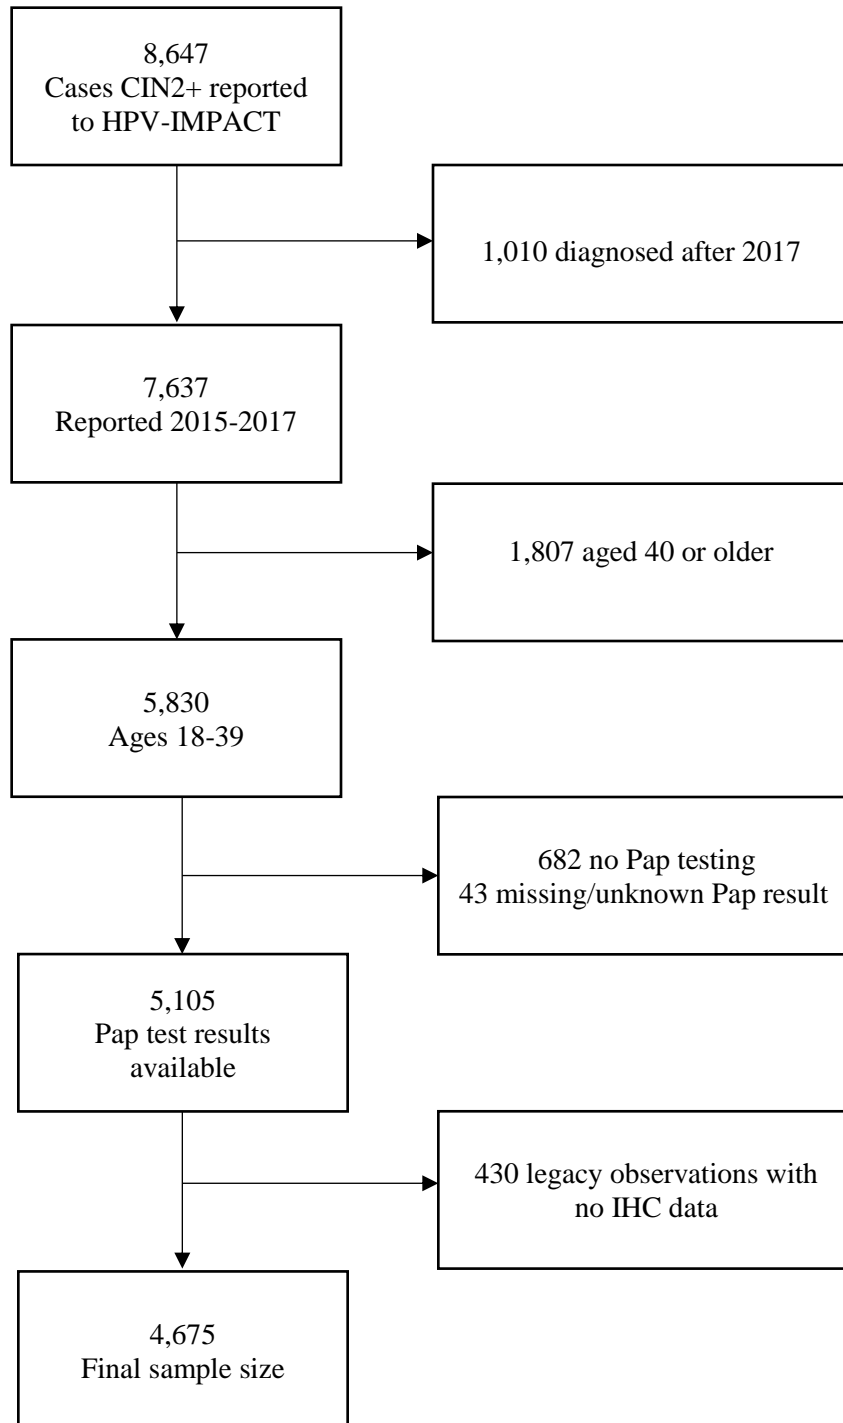 8,647
Cases CIN2+ reported
to HPV-IMPACT
1,010 diagnosed after 2017
7,637
Reported 2015-2017
1,807 aged 40 or older
5,830
Ages 18-39
682 no Pap testing
43 missing/unknown Pap result
5,105
Pap test results
available
430 legacy observations with
no IHC data
4,675
Final sample size